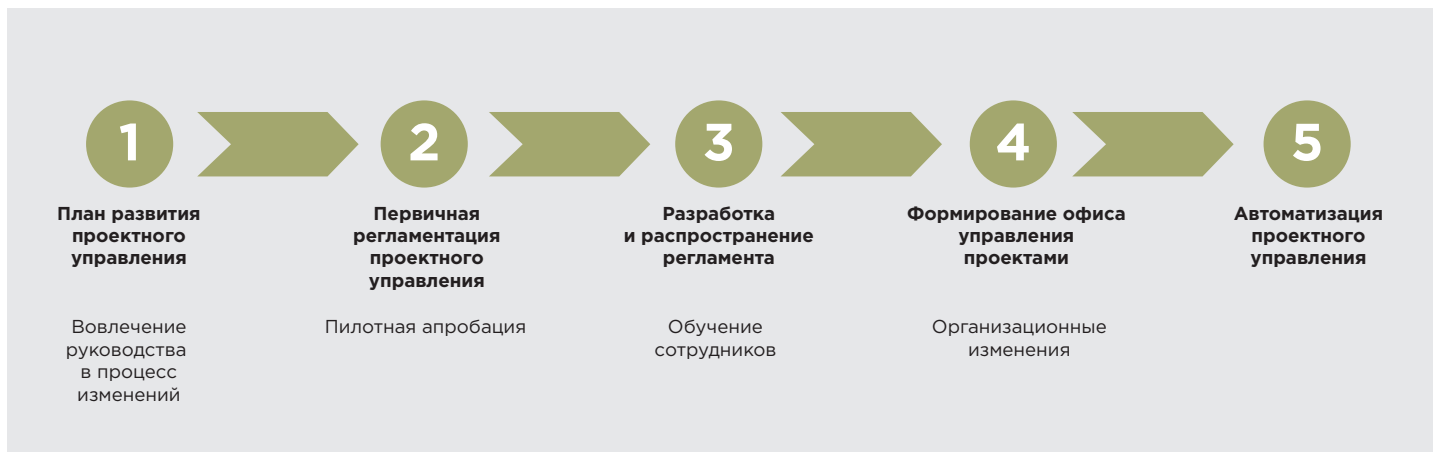 1
2
3
4
5
План развития
проектного
управления
Первичная
регламентация
проектного
управления
Разработка
и распространение
регламента
Формирование офиса
управления
проектами
Автоматизация
проектного
управления
Вовлечение
руководства
в процесс
изменений
Пилотная апробация
Обучение
сотрудников
Организационные
изменения